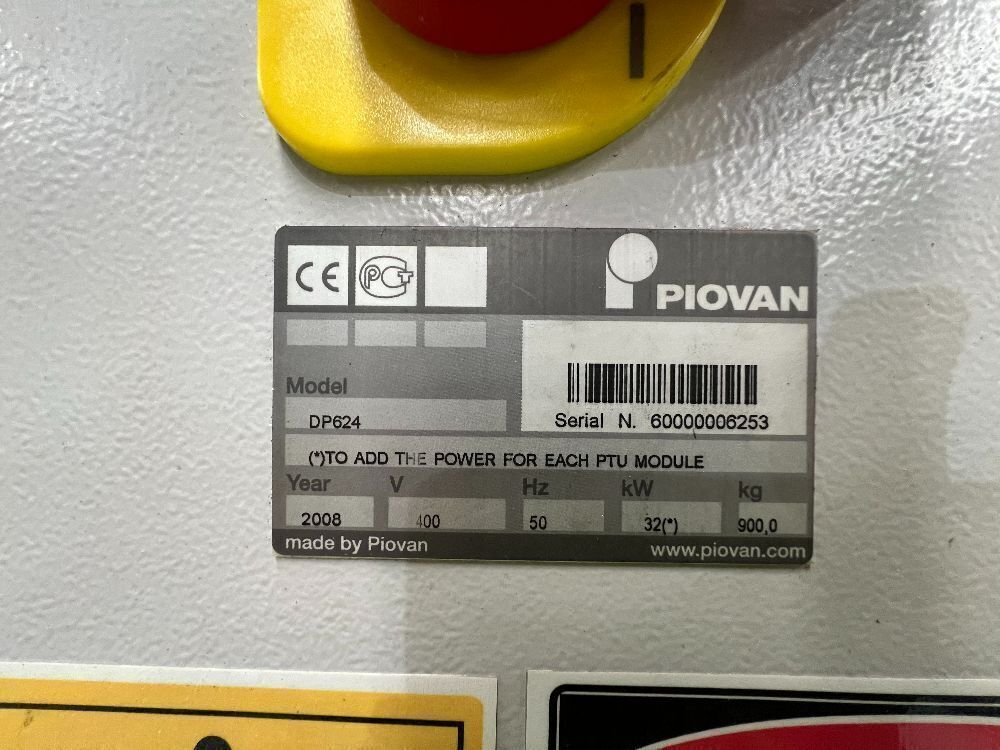 CE PCT
PIOVAN
Model
DP624
Serial N. 60000006253
(*)TO ADD THE POWER FOR EACH PTU MODULE
Year V Hz kW kg
2008 400 50 32(*) 900,0
made by Piovan www.piovan.com